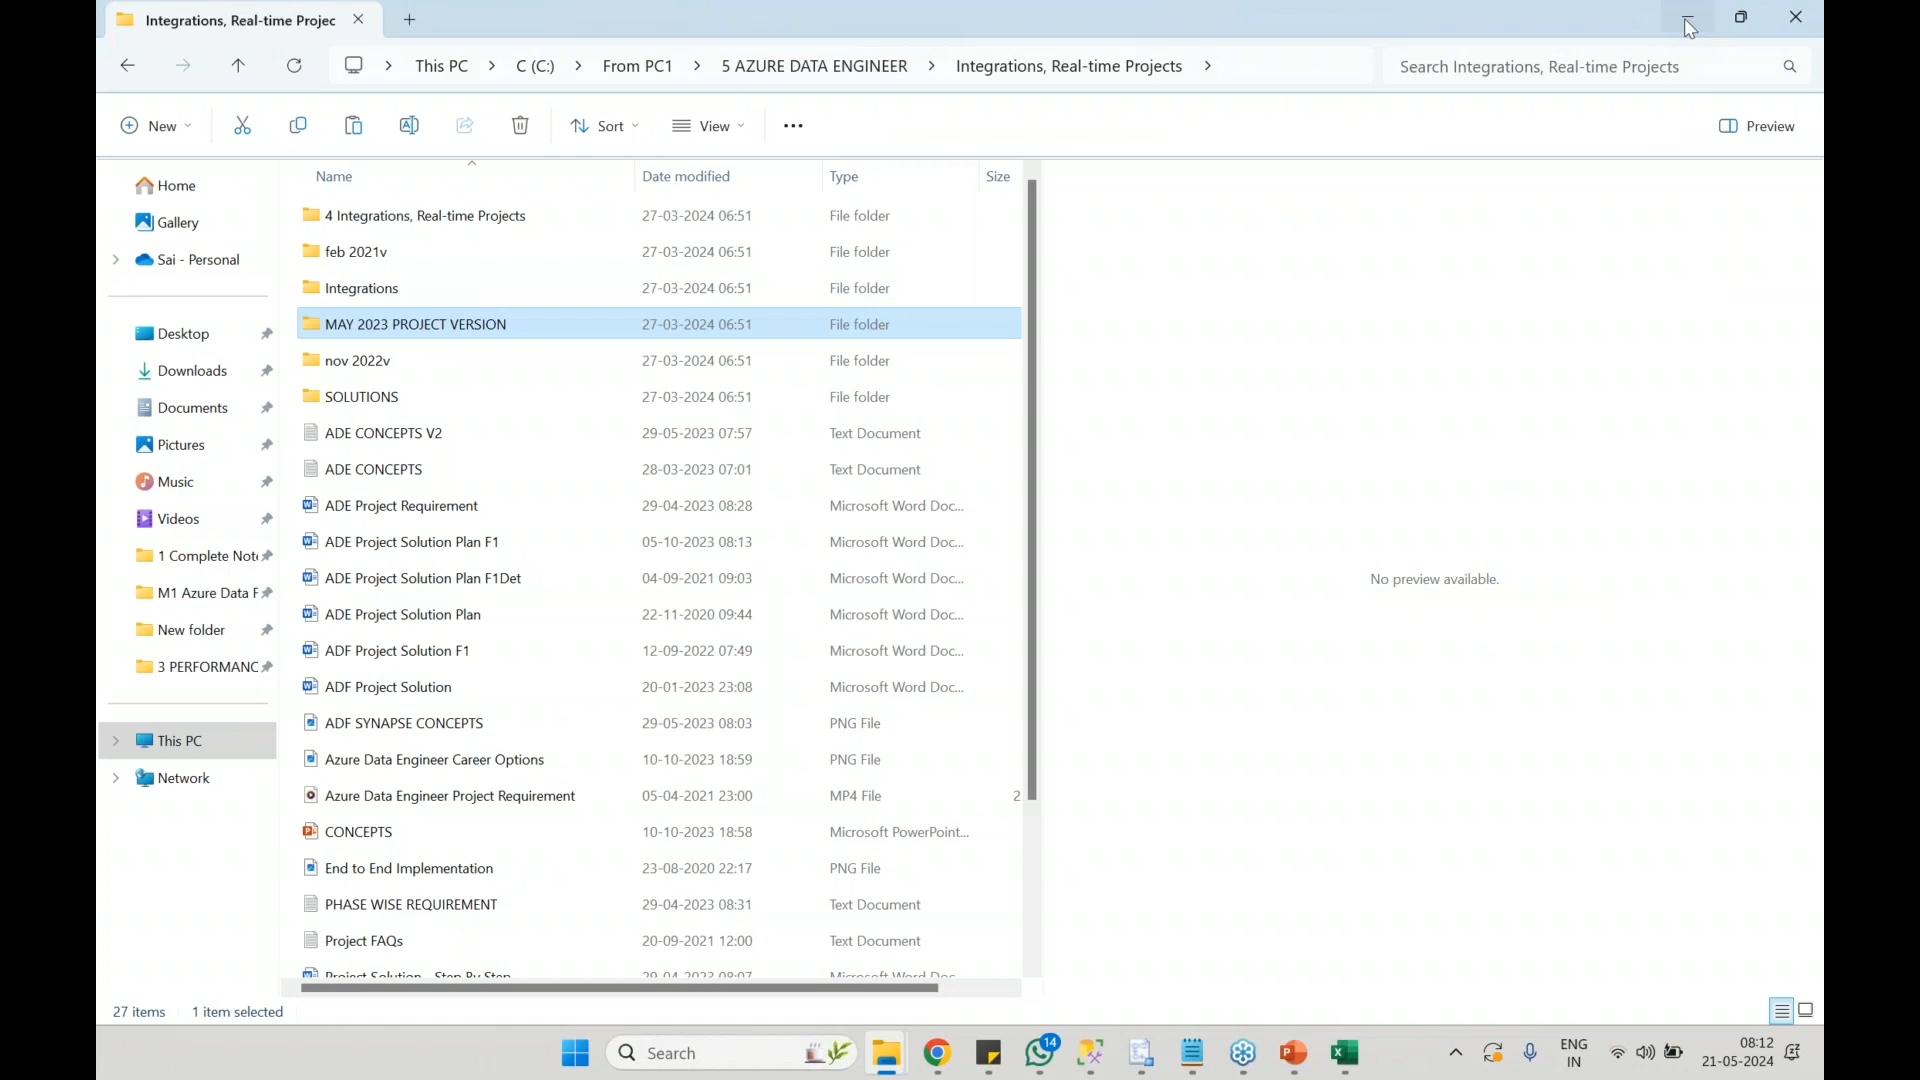 Integrations, Real-time Projec
This PC > C (C:) > From PC1 > 5 AZURE DATA ENGINEER > Integrations, Real-time Projects >
Search Integrations, Real-time Projects
New
Sort
View
Preview
Home
Gallery
Sai - Personal
Desktop
Downloads
Documents
Pictures
Music
Videos
1 Complete Note
M1 Azure Data F
New folder
3 PERFORMANC
This PC
Network
Name Date modified Type Size
4 Integrations, Real-time Projects 27-03-2024 06:51 File folder
feb 2021v 27-03-2024 06:51 File folder
Integrations 27-03-2024 06:51 File folder
MAY 2023 PROJECT VERSION 27-03-2024 06:51 File folder
nov 2022v 27-03-2024 06:51 File folder
SOLUTIONS 27-03-2024 06:51 File folder
ADE CONCEPTS V2 29-05-2023 07:57 Text Document
ADE CONCEPTS 28-03-2023 07:01 Text Document
ADE Project Requirement 29-04-2023 08:28 Microsoft Word Doc...
ADE Project Solution Plan F1 05-10-2023 08:13 Microsoft Word Doc...
ADE Project Solution Plan F1Det 04-09-2021 09:03 Microsoft Word Doc...
ADE Project Solution Plan 22-11-2020 09:44 Microsoft Word Doc...
ADF Project Solution F1 12-09-2022 07:49 Microsoft Word Doc...
ADF Project Solution 20-01-2023 23:08 Microsoft Word Doc...
ADF SYNAPSE CONCEPTS 29-05-2023 08:03 PNG File
Azure Data Engineer Career Options 10-10-2023 18:59 PNG File
Azure Data Engineer Project Requirement 05-04-2021 23:00 MP4 File 2
CONCEPTS 10-10-2023 18:58 Microsoft PowerPoint...
End to End Implementation 23-08-2020 22:17 PNG File
PHASE WISE REQUIREMENT 29-04-2023 08:31 Text Document
Project FAQs 20-09-2021 12:00 Text Document
Project Solution - Step By Step 29-04-2023 08:07 Microsoft Word Doc...
No preview available.
27 items 1 item selected
Search
14
ENG
IN
08:12
21-05-2024